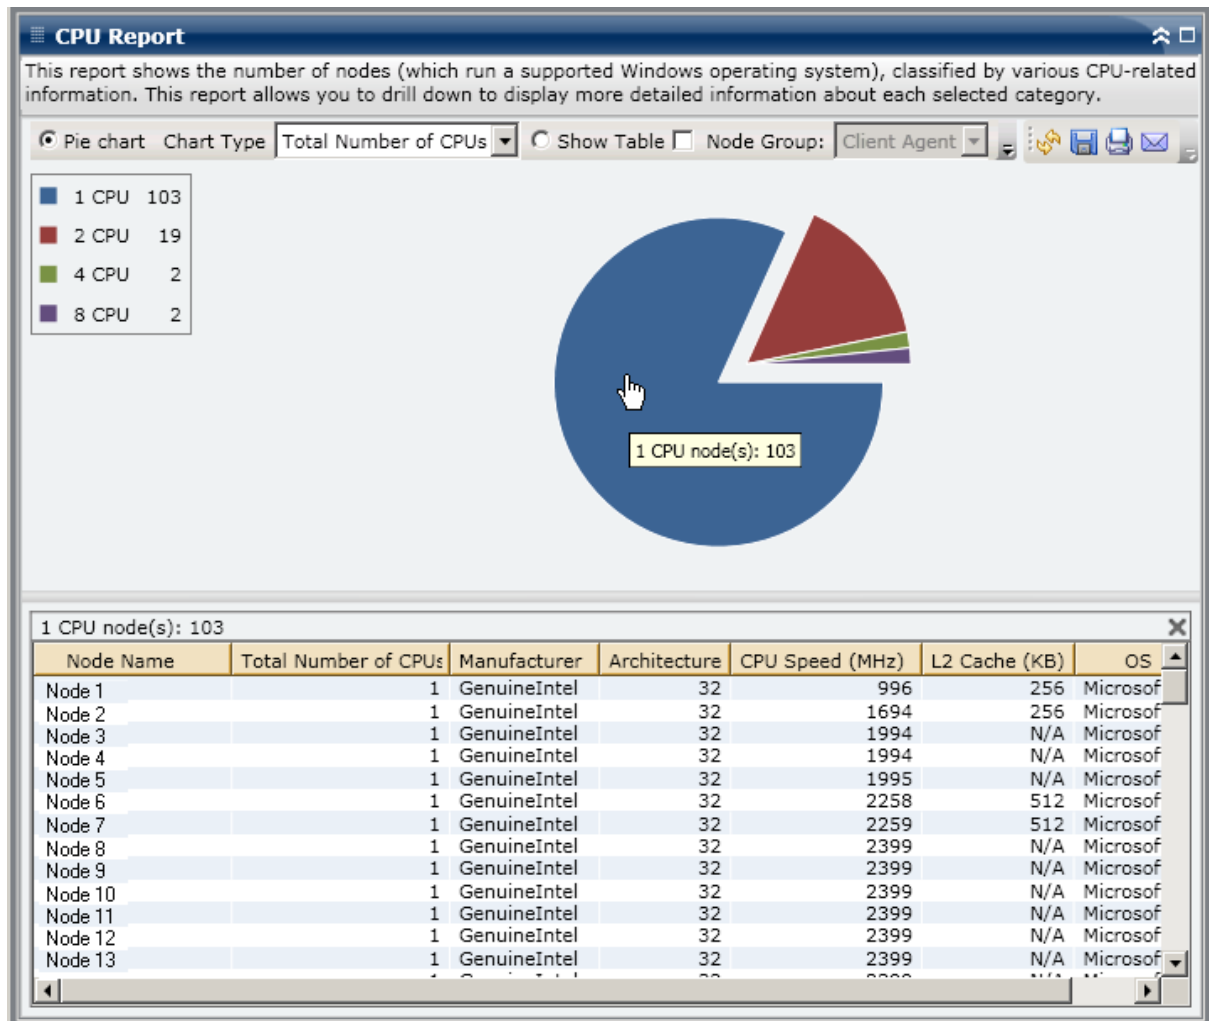 CPU Report
This report shows the number of nodes (which run a supported Windows operating system), classified by various CPU-related
information. This report allows you to drill down to display more detailed information about each selected category.
Pie chart Chart Type Total Number of CPUs Show Table Node Group: Client Agent
1 CPU 103
2 CPU 19
4 CPU 2
8 CPU 2
1 CPU node(s): 103
1 CPU node(s): 103
Node Name Total Number of CPUs Manufacturer Architecture CPU Speed (MHz) L2 Cache (KB) OS
Node 1 1 GenuineIntel 32 996 256 Microsof
Node 2 1 GenuineIntel 32 1694 256 Microsof
Node 3 1 GenuineIntel 32 1994 N/A Microsof
Node 4 1 GenuineIntel 32 1994 N/A Microsof
Node 5 1 GenuineIntel 32 1995 N/A Microsof
Node 6 1 GenuineIntel 32 2258 512 Microsof
Node 7 1 GenuineIntel 32 2259 512 Microsof
Node 8 1 GenuineIntel 32 2399 N/A Microsof
Node 9 1 GenuineIntel 32 2399 N/A Microsof
Node 10 1 GenuineIntel 32 2399 N/A Microsof
Node 11 1 GenuineIntel 32 2399 N/A Microsof
Node 12 1 GenuineIntel 32 2399 N/A Microsof
Node 13 1 GenuineIntel 32 2399 N/A Microsof